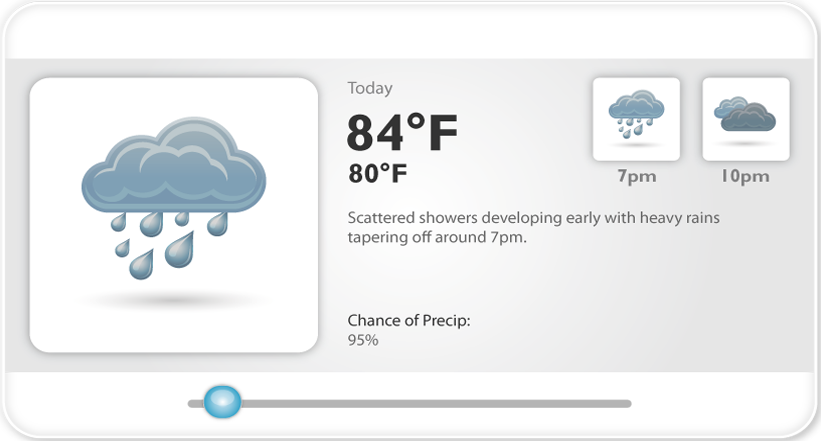 Today
84°F
80°F
7pm
10pm
Scattered showers developing early with heavy rains
tapering off around 7pm.
Chance of Precip:
95%